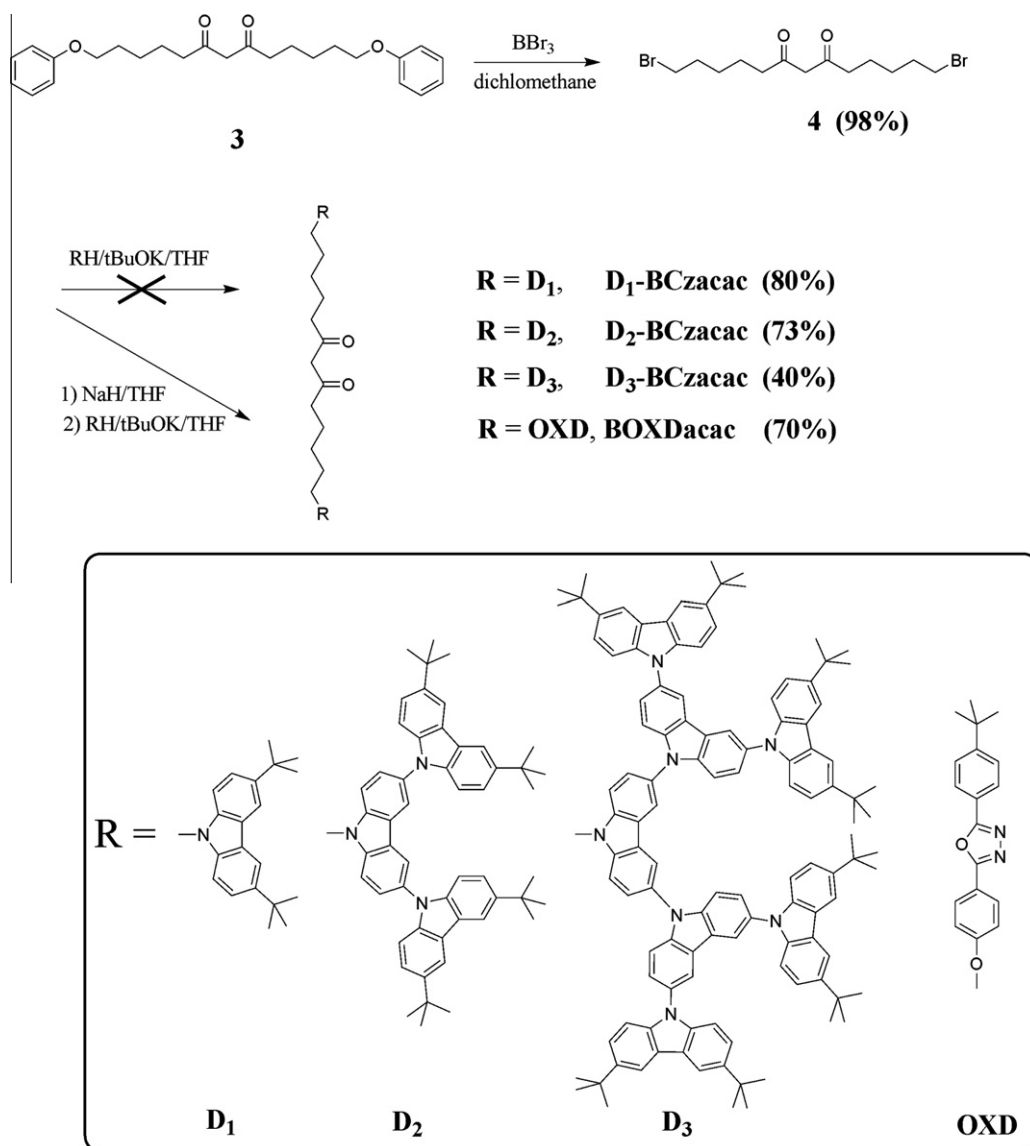 O O O O
BBr3
dichlomethane
Br O O Br
3
4 (98%)
R
RH/tBuOK/THF
O
O
1) NaH/THF
2) RH/tBuOK/THF
R
R = D1, D1-BCzacac (80%)
R = D2, D2-BCzacac (73%)
R = D3, D3-BCzacac (40%)
R = OXD, BOXDacac (70%)
R =
N
N
N
N
N
N
N
N
N
N
N
O
N
N
O
D1 D2 D3 OXD